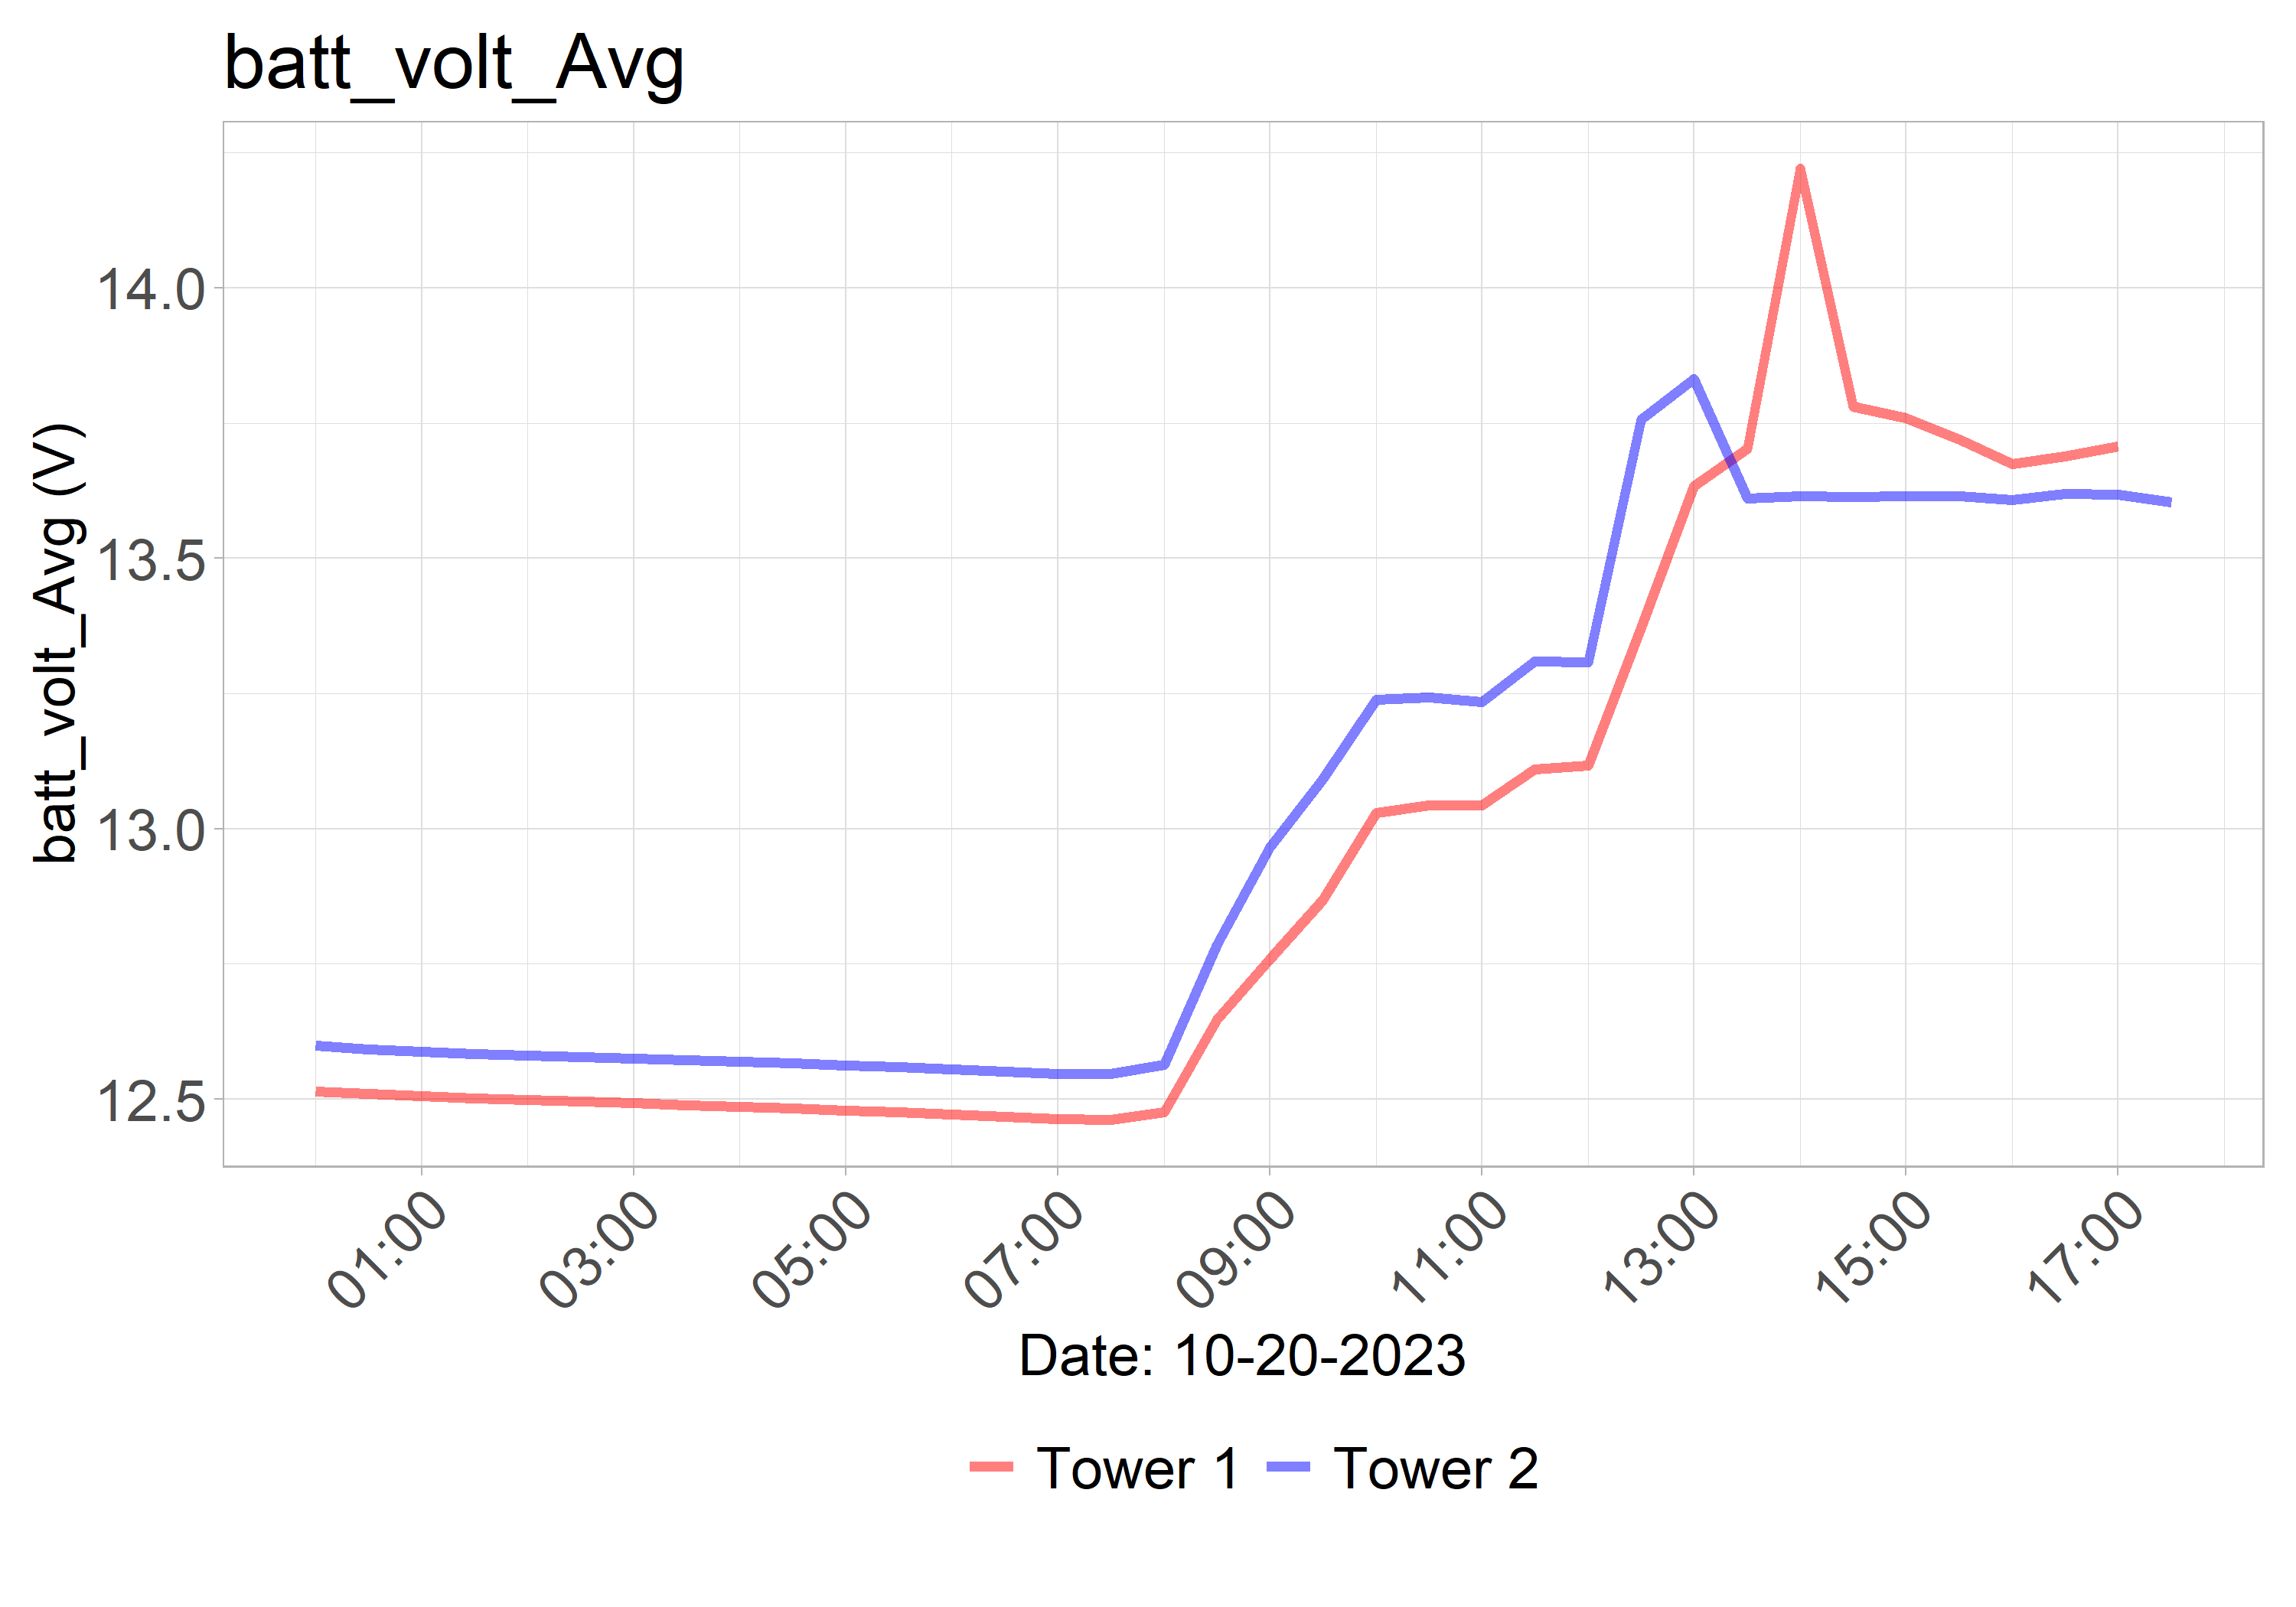 batt_volt_Avg
batt_volt_Avg (V)
14.0
13.5
13.0
12.5
01:00 03:00 05:00 07:00 09:00 11:00 13:00 15:00 17:00
Date: 10-20-2023
Tower 1 Tower 2